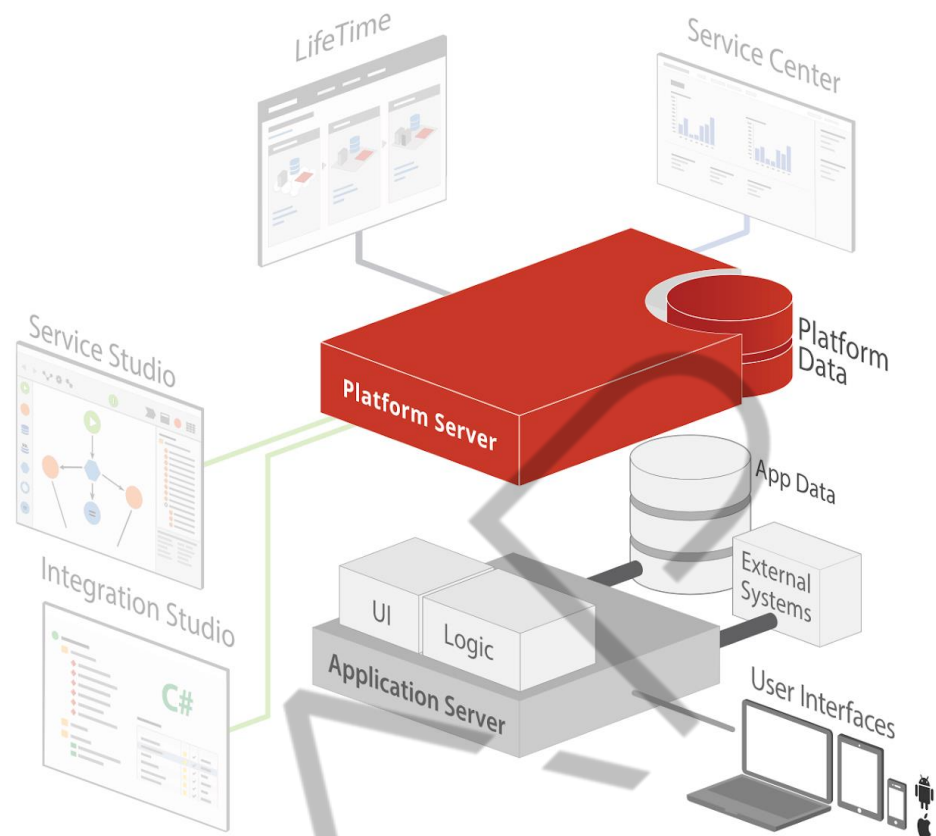 LifeTime
Service Center
Service Studio
Platform Server
Platform
Data
App Data
Integration Studio
C#
UI
Logic
External
Systems
Application Server
User Interfaces